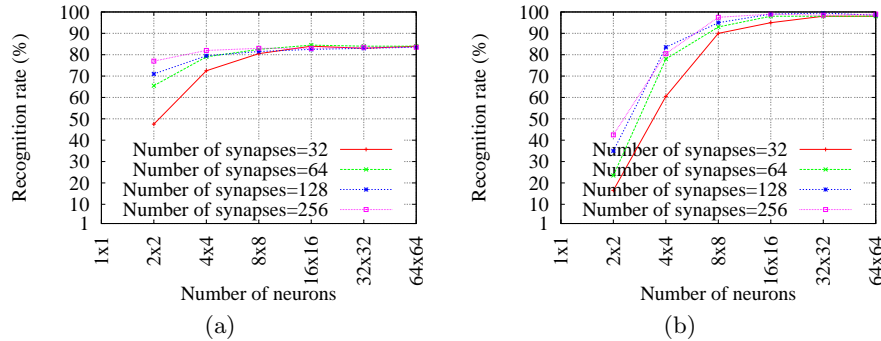 Recognition rate (%)
100
90
80
70
60
50
40
30
20
10
1
Number of synapses=32
Number of synapses=64
Number of synapses=128
Number of synapses=256
1x1
2x2
4x4
8x8
16x16
32x32
64x64
Number of neurons
(a)
Recognition rate (%)
100
90
80
70
60
50
40
30
20
10
1
Number of synapses=32
Number of synapses=64
Number of synapses=128
Number of synapses=256
1x1
2x2
4x4
8x8
16x16
32x32
64x64
Number of neurons
(b)